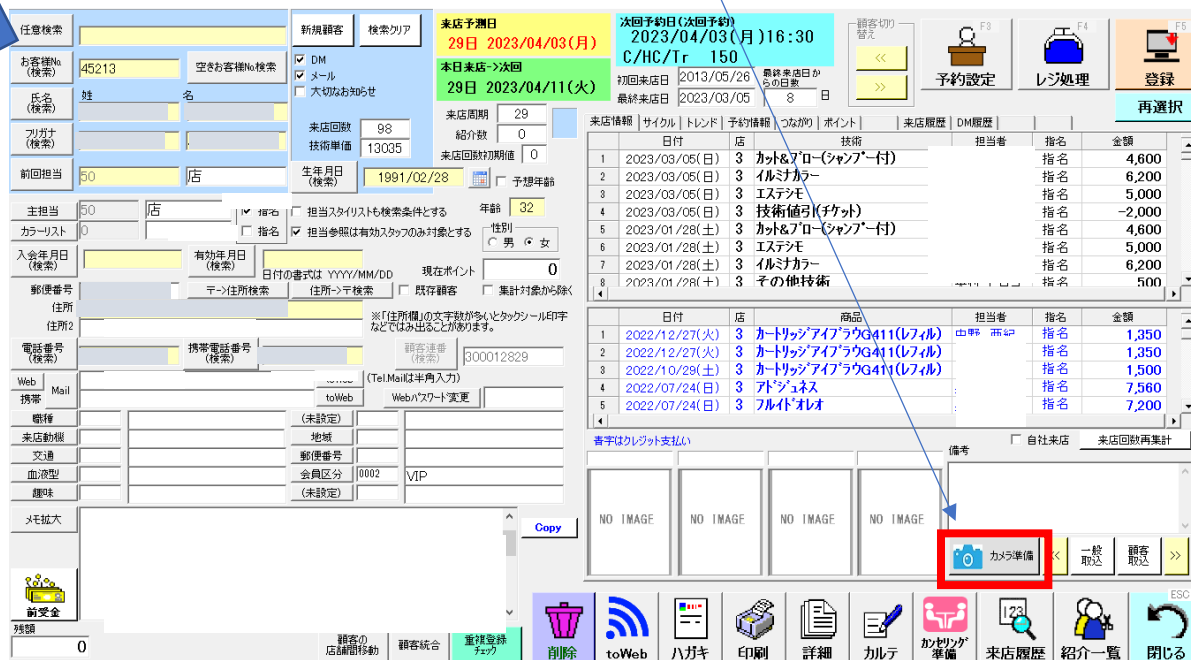 任意検索
新規顧客
検索クリア
来店予測日
29日 2023/04/03(月)
次回予約日(次回予約)
2023/04/03(月)16:30
C/HC/Tr 150
顧客切り替え
<<
>>
F3
予約設定
F4
レジ処理
F5
登録
再選択
お客様No.
(検索)
45213
空きお客様No検索
DM
メール
大切なお知らせ
本日来店->次回
29日 2023/04/11(火)
初回来店日 2013/05/26 最終来店日か
らの日数
最終来店日 2023/03/05 8 日
氏名
(検索)
姓 名
フリガナ
(検索)
来店回数 98
技術単価 13035
来店周期 29
紹介数 0
来店回数初期値 0
前回担当 50 店
生年月日
(検索)
1991/02/28
予想年齢
主担当 50 店 指名 担当スタイリストも検索条件とする 年齢 32
カラーリスト 0 指名 担当参照は有効スタッフのみ対象とする
性別
男 女
入会年月日
(検索)
有効年月日
(検索)
日付の書式は YYYY/MM/DD
現在ポイント 0
郵便番号 〒->住所検索 住所->〒検索 既存顧客 集計対象から除く
住所
住所2
※「住所欄」の文字数が多いとタックシール印字
などではみ出ることがあります。
電話番号
(検索)
携帯電話番号
(検索)
顧客連番
(検索)
300012829
Web
携帯
Mail
toWeb (Tel.Mailは半角入力)
toWeb Webパスワード変更
職種 (未設定)
来店動機 地域
交通 郵便番号
血液型 会員区分 0002 VIP
趣味 (未設定)
メモ拡大
Copy
前受金
残額
0
顧客の
店舗間移動
顧客統合
重複登録
チェック
来店情報 サイクル トレンド 予約情報 つながり ポイント 来店履歴 DM履歴
日付 店 技術 担当者 指名 金額
1 2023/03/05(日) 3 カット&ブロー(シャンプー付) 指名 4,600
2 2023/03/05(日) 3 イルミナカラー 指名 6,200
3 2023/03/05(日) 3 エステシモ 指名 5,000
4 2023/03/05(日) 3 技術値引(チケット) 指名 -2,000
5 2023/01/28(土) 3 カット&ブロー(シャンプー付) 指名 4,600
6 2023/01/28(土) 3 エステシモ 指名 5,000
7 2023/01/28(土) 3 イルミナカラー 指名 6,200
8 2023/01/28(土) 3 その他技術 指名 500
日付 店 商品 担当者 指名 金額
1 2022/12/27(火) 3 カートリッジアイブラウG411(レフィル) 指名 1,350
2 2022/12/27(火) 3 カートリッジアイブラウG411(レフィル) 指名 1,350
3 2022/10/29(土) 3 カートリッジアイブラウG411(レフィル) 指名 1,500
4 2022/07/24(日) 3 アドジュネス 指名 7,560
5 2022/07/24(日) 3 フルイドオレオ 指名 7,200
青字はクレジット支払い
自社来店
来店回数再集計
備考
NO IMAGE NO IMAGE NO IMAGE NO IMAGE
カメラ準備
<<
一般
取込
顧客
取込
>>
削除
toWeb
ハガキ
印刷
詳細
カルテ
カンセリング
準備
123
来店履歴
紹介一覧
ESC
閉じる